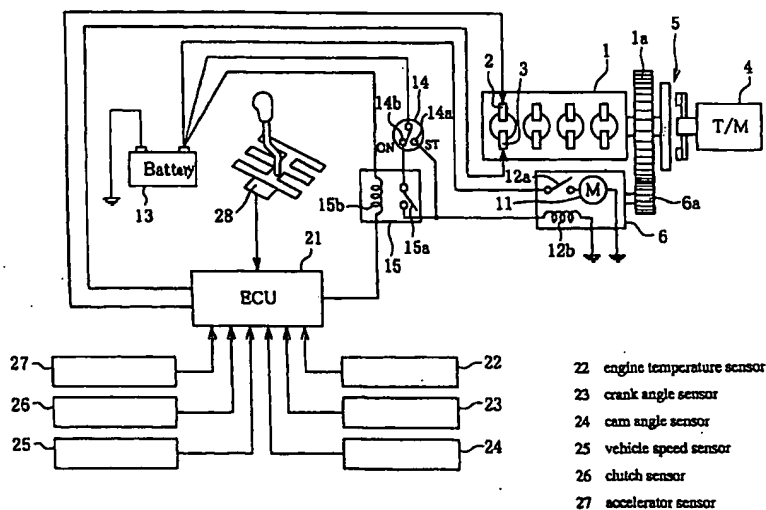 1a
5
1
4
2
3
14
14b
14a
ON
ST
T/M
Battery
13
12a
M
11
6a
6
12b
15b
15a
15
28
21
ECU
27
26
25
22
23
24
22 engine temperature sensor
23 crank angle sensor
24 cam angle sensor
25 vehicle speed sensor
26 clutch sensor
27 accelerator sensor